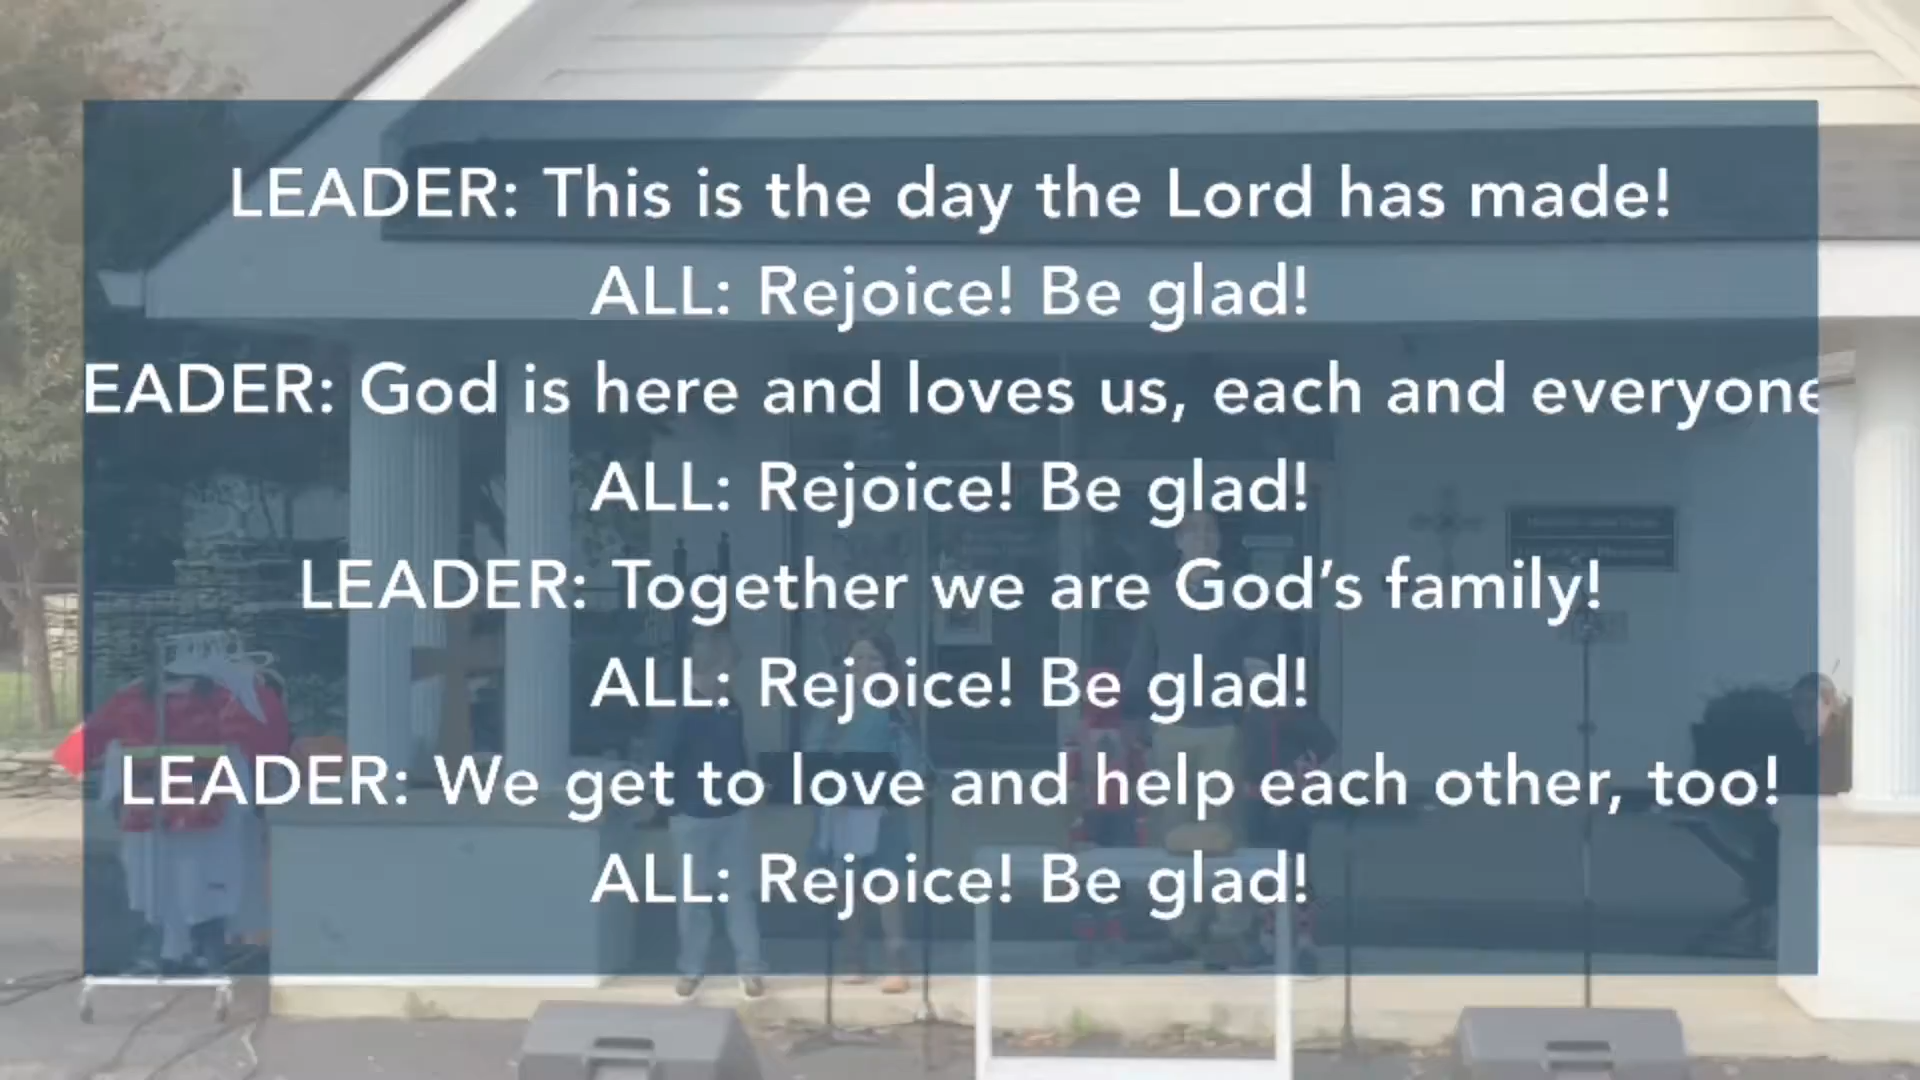 LEADER: This is the day the Lord has made!
ALL: Rejoice! Be glad!
EADER: God is here and loves us, each and everyone
ALL: Rejoice! Be glad!
LEADER: Together we are God's family!
ALL: Rejoice! Be glad!
LEADER: We get to love and help each other, too!
ALL: Rejoice! Be glad!